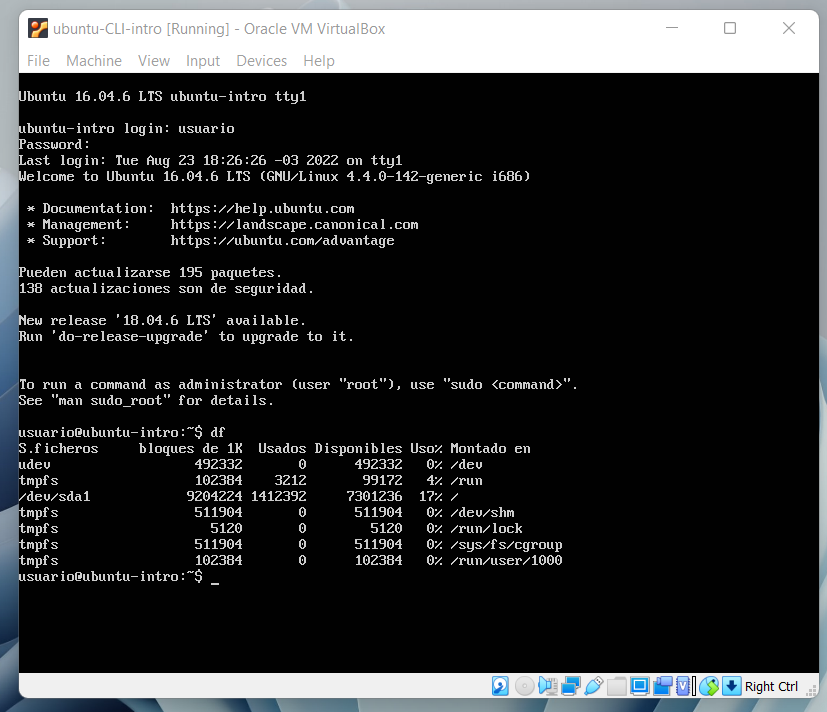 ubuntu-CLI-intro [Running] - Oracle VM VirtualBox
File Machine View Input Devices Help
Ubuntu 16.04.6 LTS ubuntu-intro tty1
ubuntu-intro login: usuario
Password:
Last login: Tue Aug 23 18:26:26 -03 2022 on tty1
Welcome to Ubuntu 16.04.6 LTS (GNU/Linux 4.4.0-142-generic i686)
* Documentation: https://help.ubuntu.com
* Management: https://landscape.canonical.com
* Support: https://ubuntu.com/advantage
Pueden actualizarse 195 paquetes.
138 actualizaciones son de seguridad.
New release '18.04.6 LTS' available.
Run 'do-release-upgrade' to upgrade to it.
To run a command as administrator (user "root"), use "sudo <command>".
See "man sudo_root" for details.
usuario@ubuntu-intro:~$ df
S.ficheros bloques de 1K Usados Disponibles Uso% Montado en
udev 492332 0 492332 0% /dev
tmpfs 102384 3212 99172 4% /run
/dev/sda1 9204224 1412392 7301236 17% /
tmpfs 511904 0 511904 0% /dev/shm
tmpfs 5120 0 5120 0% /run/lock
tmpfs 511904 0 511904 0% /sys/fs/cgroup
tmpfs 102384 0 102384 0% /run/user/1000
usuario@ubuntu-intro:~$ _
Right Ctrl